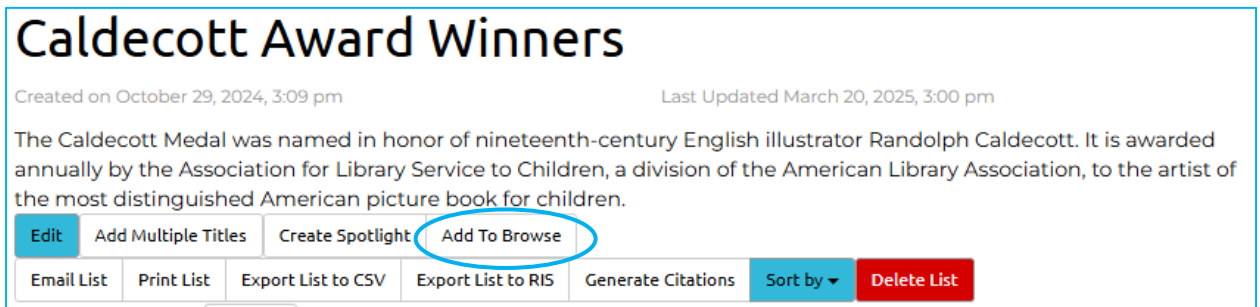 Caldecott Award Winners
Created on October 29, 2024, 3:09 pm Last Updated March 20, 2025, 3:00 pm
The Caldecott Medal was named in honor of nineteenth-century English illustrator Randolph Caldecott. It is awarded
annually by the Association for Library Service to Children, a division of the American Library Association, to the artist of
the most distinguished American picture book for children.
Edit Add Multiple Titles Create Spotlight Add To Browse
Email List Print List Export List to CSV Export List to RIS Generate Citations Sort by Delete List